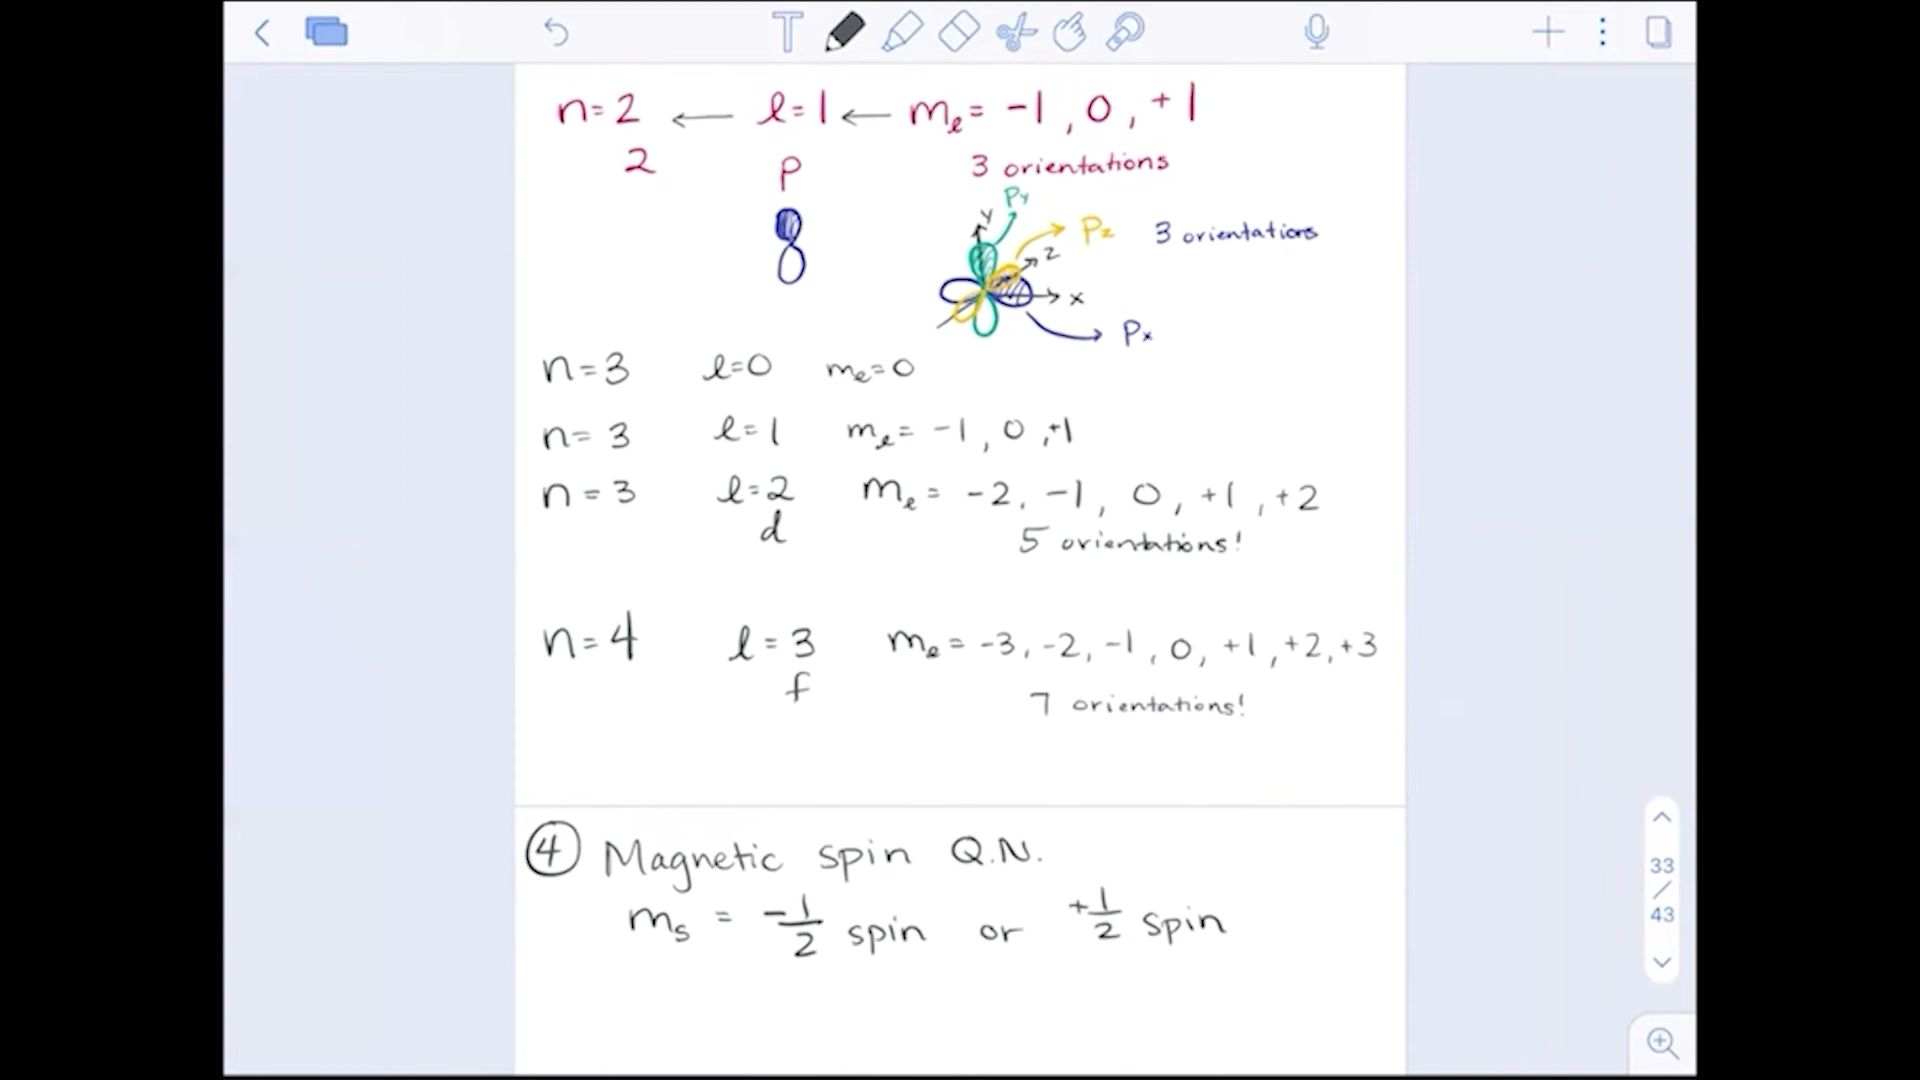 n=2 ← l=1 ← mₗ= -1, 0, +1
2 p 3 orientations
Py
y Pz 3 orientations
z
x
Px
n=3 l=0 mₗ=0
n=3 l=1 mₗ= -1, 0, +1
n=3 l=2 mₗ= -2, -1, 0, +1, +2
d 5 orientations!
n=4 l=3 mₗ= -3, -2, -1, 0, +1, +2, +3
f 7 orientations!
④ Magnetic spin Q.N.
mₛ = -1/2 spin or +1/2 spin
T
33
/
43